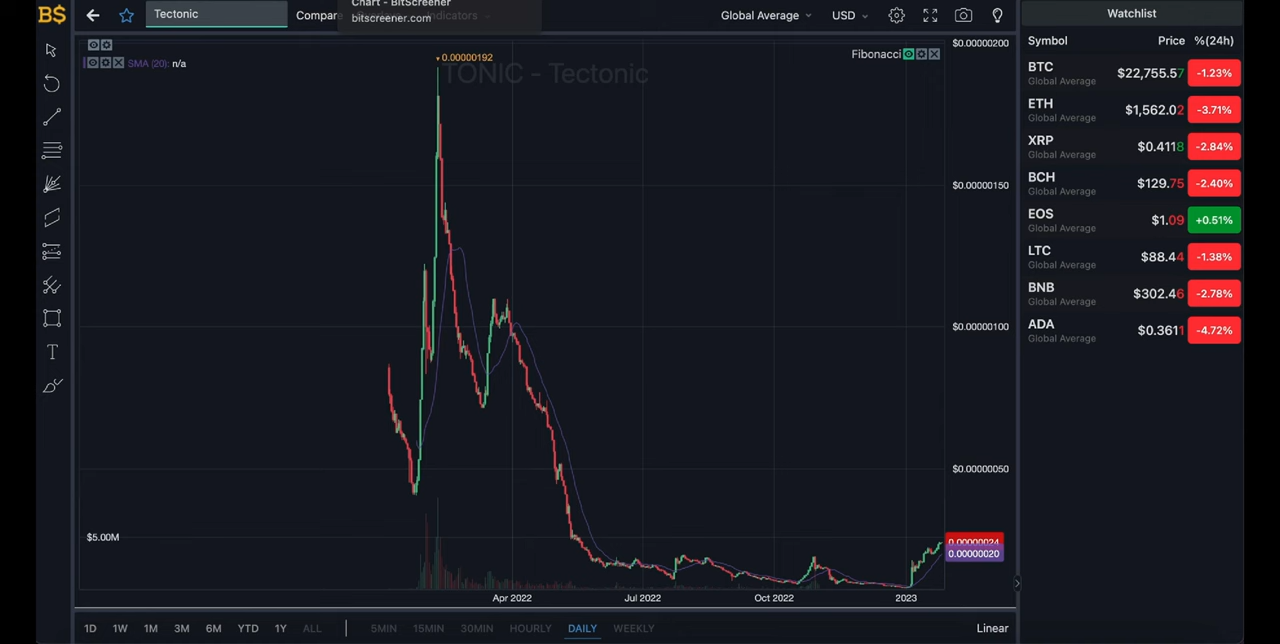 B$
Tectonic
Compare
Chart - BitScreener
bitscreener.com
Indicators
Global Average
USD
Watchlist
Symbol Price %(24h)
SMA (20): n/a
0.00000192
TONIC - Tectonic
Fibonacci
$0.00000200
$0.00000150
$0.00000100
$0.00000050
0.00000024
0.00000020
$5.00M
Apr 2022
Jul 2022
Oct 2022
2023
BTC $22,755.57 -1.23%
Global Average
ETH $1,562.02 -3.71%
Global Average
XRP $0.4118 -2.84%
Global Average
BCH $129.75 -2.40%
Global Average
EOS $1.09 +0.51%
Global Average
LTC $88.44 -1.38%
Global Average
BNB $302.46 -2.78%
Global Average
ADA $0.3611 -4.72%
Global Average
T
1D 1W 1M 3M 6M YTD 1Y ALL 5MIN 15MIN 30MIN HOURLY DAILY WEEKLY Linear